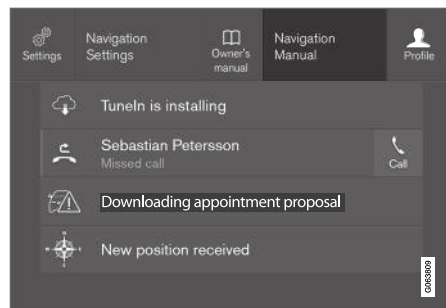 Settings
Navigation
Settings
Owner's
manual
Navigation
Manual
Profile
TuneIn is installing
Sebastian Petersson
Missed call
Call
Downloading appointment proposal
New position received
G063809